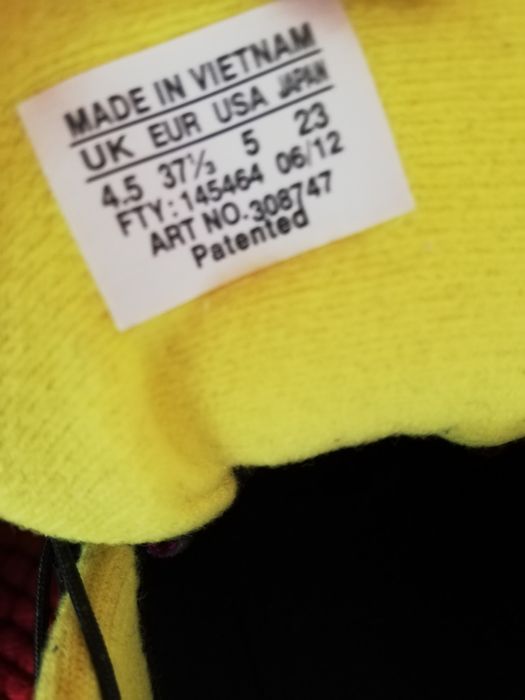 MADE IN VIETNAM
UK EUR USA JAPAN
4.5 37⅓ 5 23
FTY: 145464 06/12
ART NO. 308747
Patented